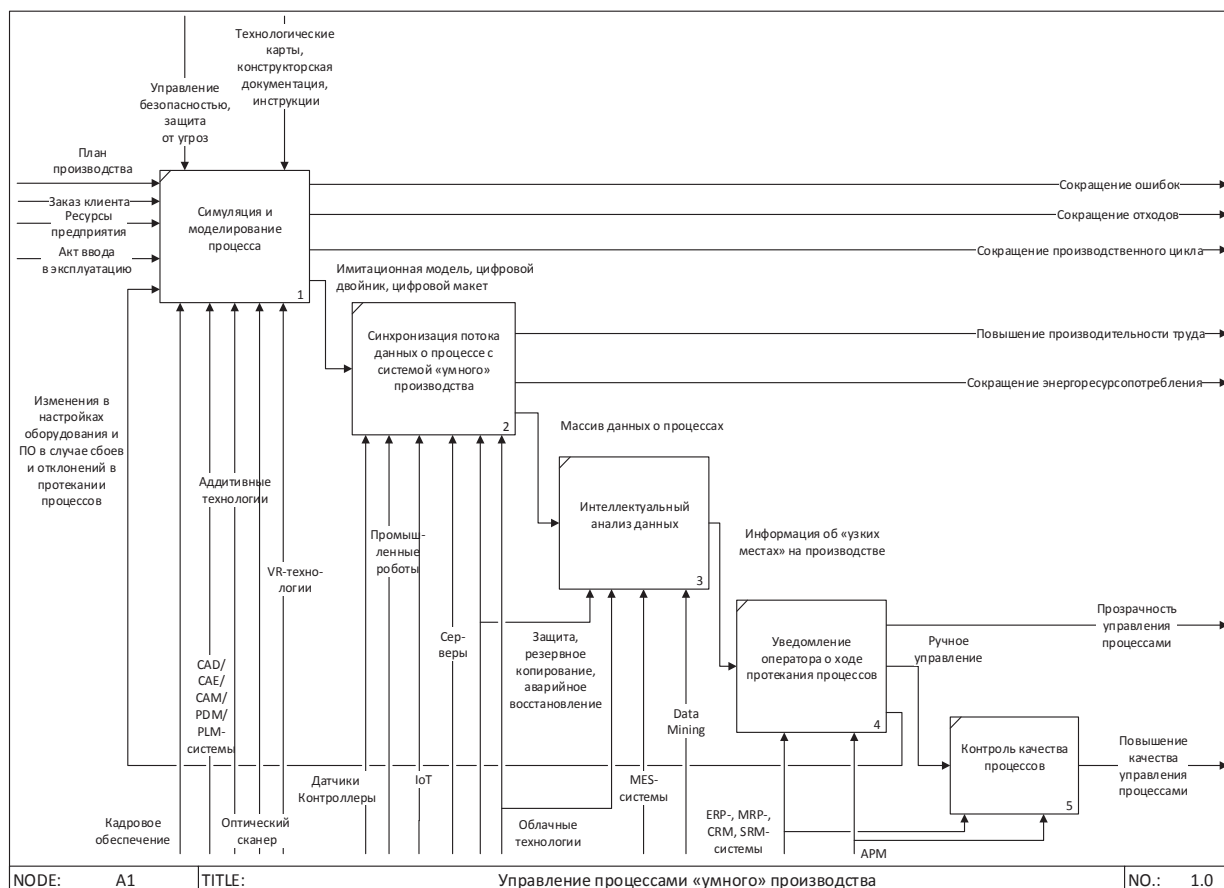 Технологические
карты,
конструкторская
документация,
инструкции
Управление
безопасностью,
защита
от угроз
План
производства
Заказ клиента
Ресурсы
предприятия
Акт ввода
в эксплуатацию
Симуляция и
моделирование
процесса
1
Сокращение ошибок
Сокращение отходов
Сокращение производственного цикла
Имитационная модель, цифровой
двойник, цифровой макет
Синхронизация потока
данных о процессе с
системой «умного»
производства
2
Повышение производительности труда
Сокращение энергоресурсопотребления
Изменения в
настройках
оборудования и
ПО в случае сбоев
и отклонений в
протекании
процессов
Массив данных о процессах
Интеллектуальный
анализ данных
3
Аддитивные
технологии
Промыш-
ленные
роботы
VR-техно-
логии
Информация об «узких
местах» на производстве
Уведомление
оператора о ходе
протекания процессов
4
Прозрачность
управления
процессами
Ручное
управление
Сер-
веры
Защита,
резервное
копирование,
аварийное
восстановление
CAD/
CAE/
CAM/
PDM/
PLM-
системы
Data
Mining
Контроль качества
процессов
5
Повышение
качества
управления
процессами
Датчики
Контроллеры
IoT
MES-
системы
Кадровое
обеспечение
Оптический
сканер
Облачные
технологии
ERP-, MRP-,
CRM, SRM-
системы
АРМ
NODE: A1 TITLE: Управление процессами «умного» производства NO.: 1.0